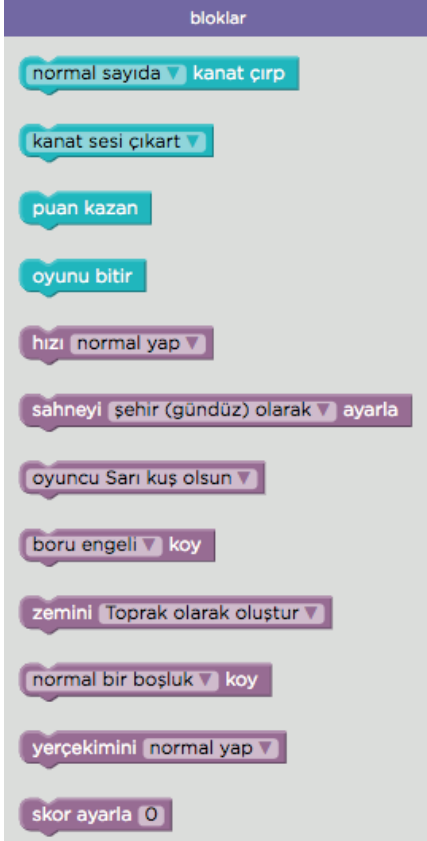 bloklar
normal sayıda kanat çırp
kanat sesi çıkart
puan kazan
oyunu bitir
hızı normal yap
sahneyi şehir (gündüz) olarak ayarla
oyuncu Sarı kuş olsun
boru engeli koy
zemini Toprak olarak oluştur
normal bir boşluk koy
yerçekimini normal yap
skor ayarla 0